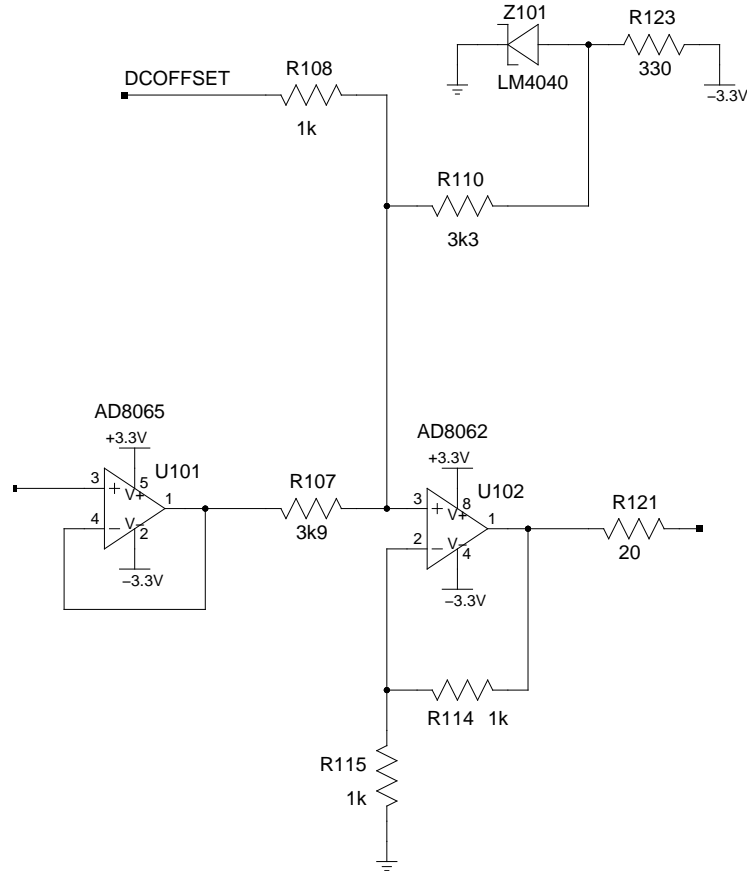 Z101
R123
LM4040
330
−3.3V
DCOFFSET
R108
1k
R110
3k3
AD8065
+3.3V
U101
3
+
5
V+
1
4
−
V−
2
−3.3V
R107
3k9
AD8062
+3.3V
U102
3
+
8
V+
1
2
−
V−
4
−3.3V
R121
20
R114 1k
R115
1k